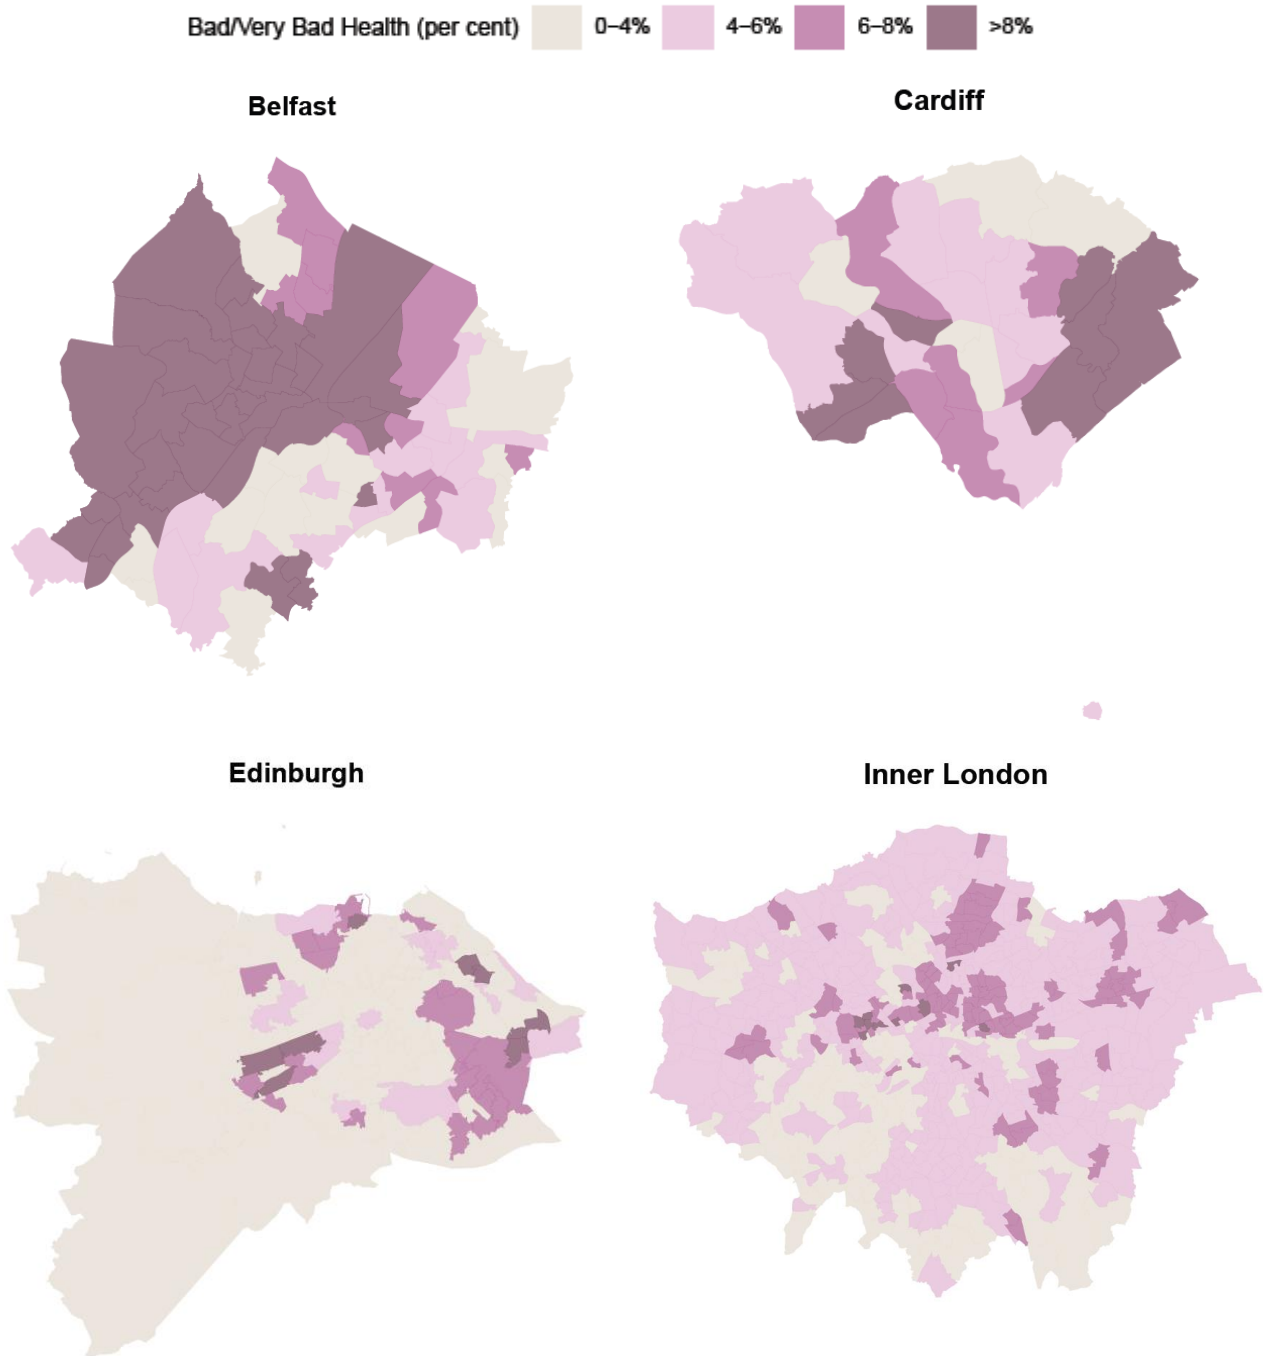 Bad/Very Bad Health (per cent) 0–4% 4–6% 6–8% >8%
Belfast
Cardiff
Edinburgh
Inner London